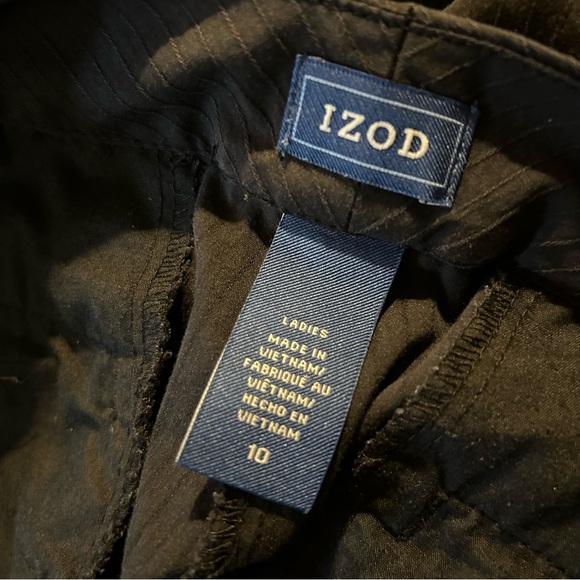 IZOD
LADIES
MADE IN
VIETNAM/
FABRIQUÉ AU
VIÊTNAM/
HECHO EN
VIETNAM
10